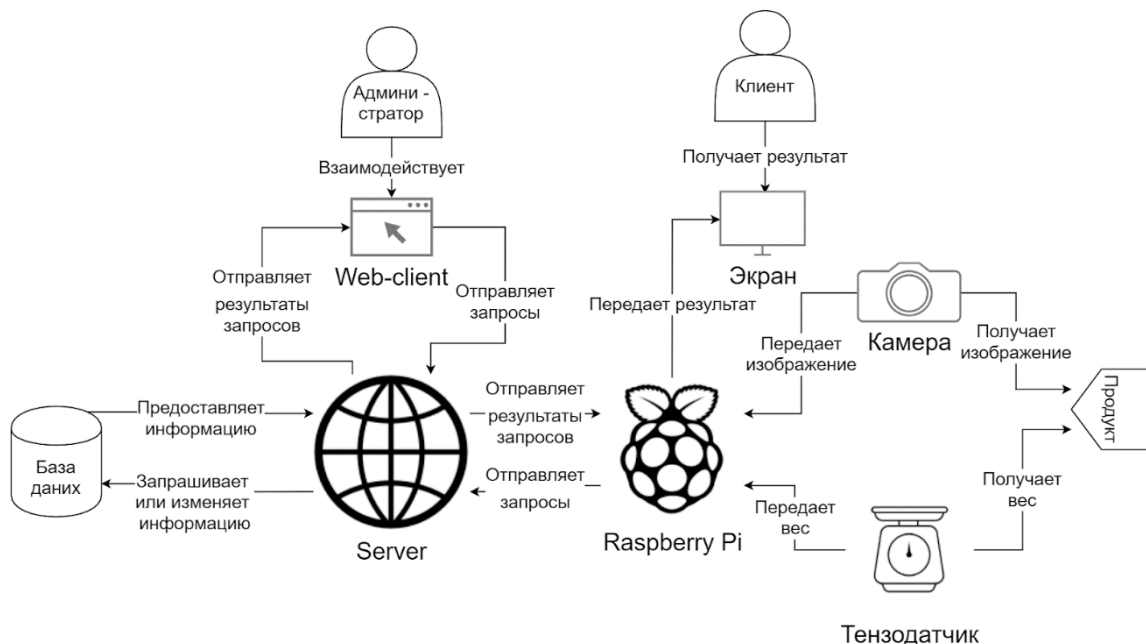 Админи -
стратор
Клиент
Взаимодействует
Получает результат
Web-client
Экран
Отправляет
результаты
запросов
Отправляет
запросы
Передает результат
Передает
изображение
Камера
Получает
изображение
Продукт
Предоставляет
информацию
Отправляет
результаты
запросов
База
даних
Запрашивает
или изменяет
информацию
Отправляет
запросы
Получает
вес
Передает
вес
Server
Raspberry Pi
Тензодатчик